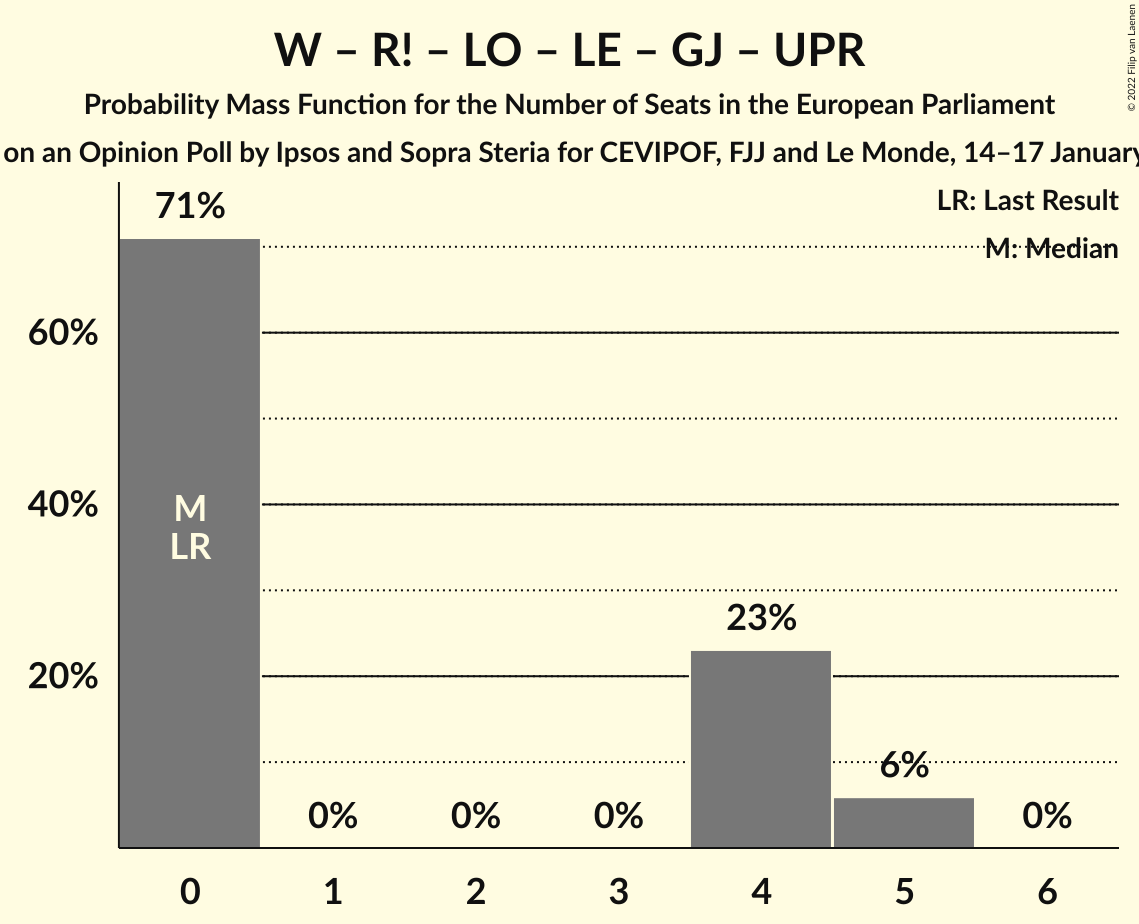 W – R! – LO – LE – GJ – UPR
Probability Mass Function for the Number of Seats in the European Parliament
on an Opinion Poll by Ipsos and Sopra Steria for CEVIPOF, FJJ and Le Monde, 14–17 January
© 2022 Filip van Laenen
LR: Last Result
M: Median
71%
60%
40%
20%
M
LR
0%
0%
0%
23%
6%
0%
0 1 2 3 4 5 6